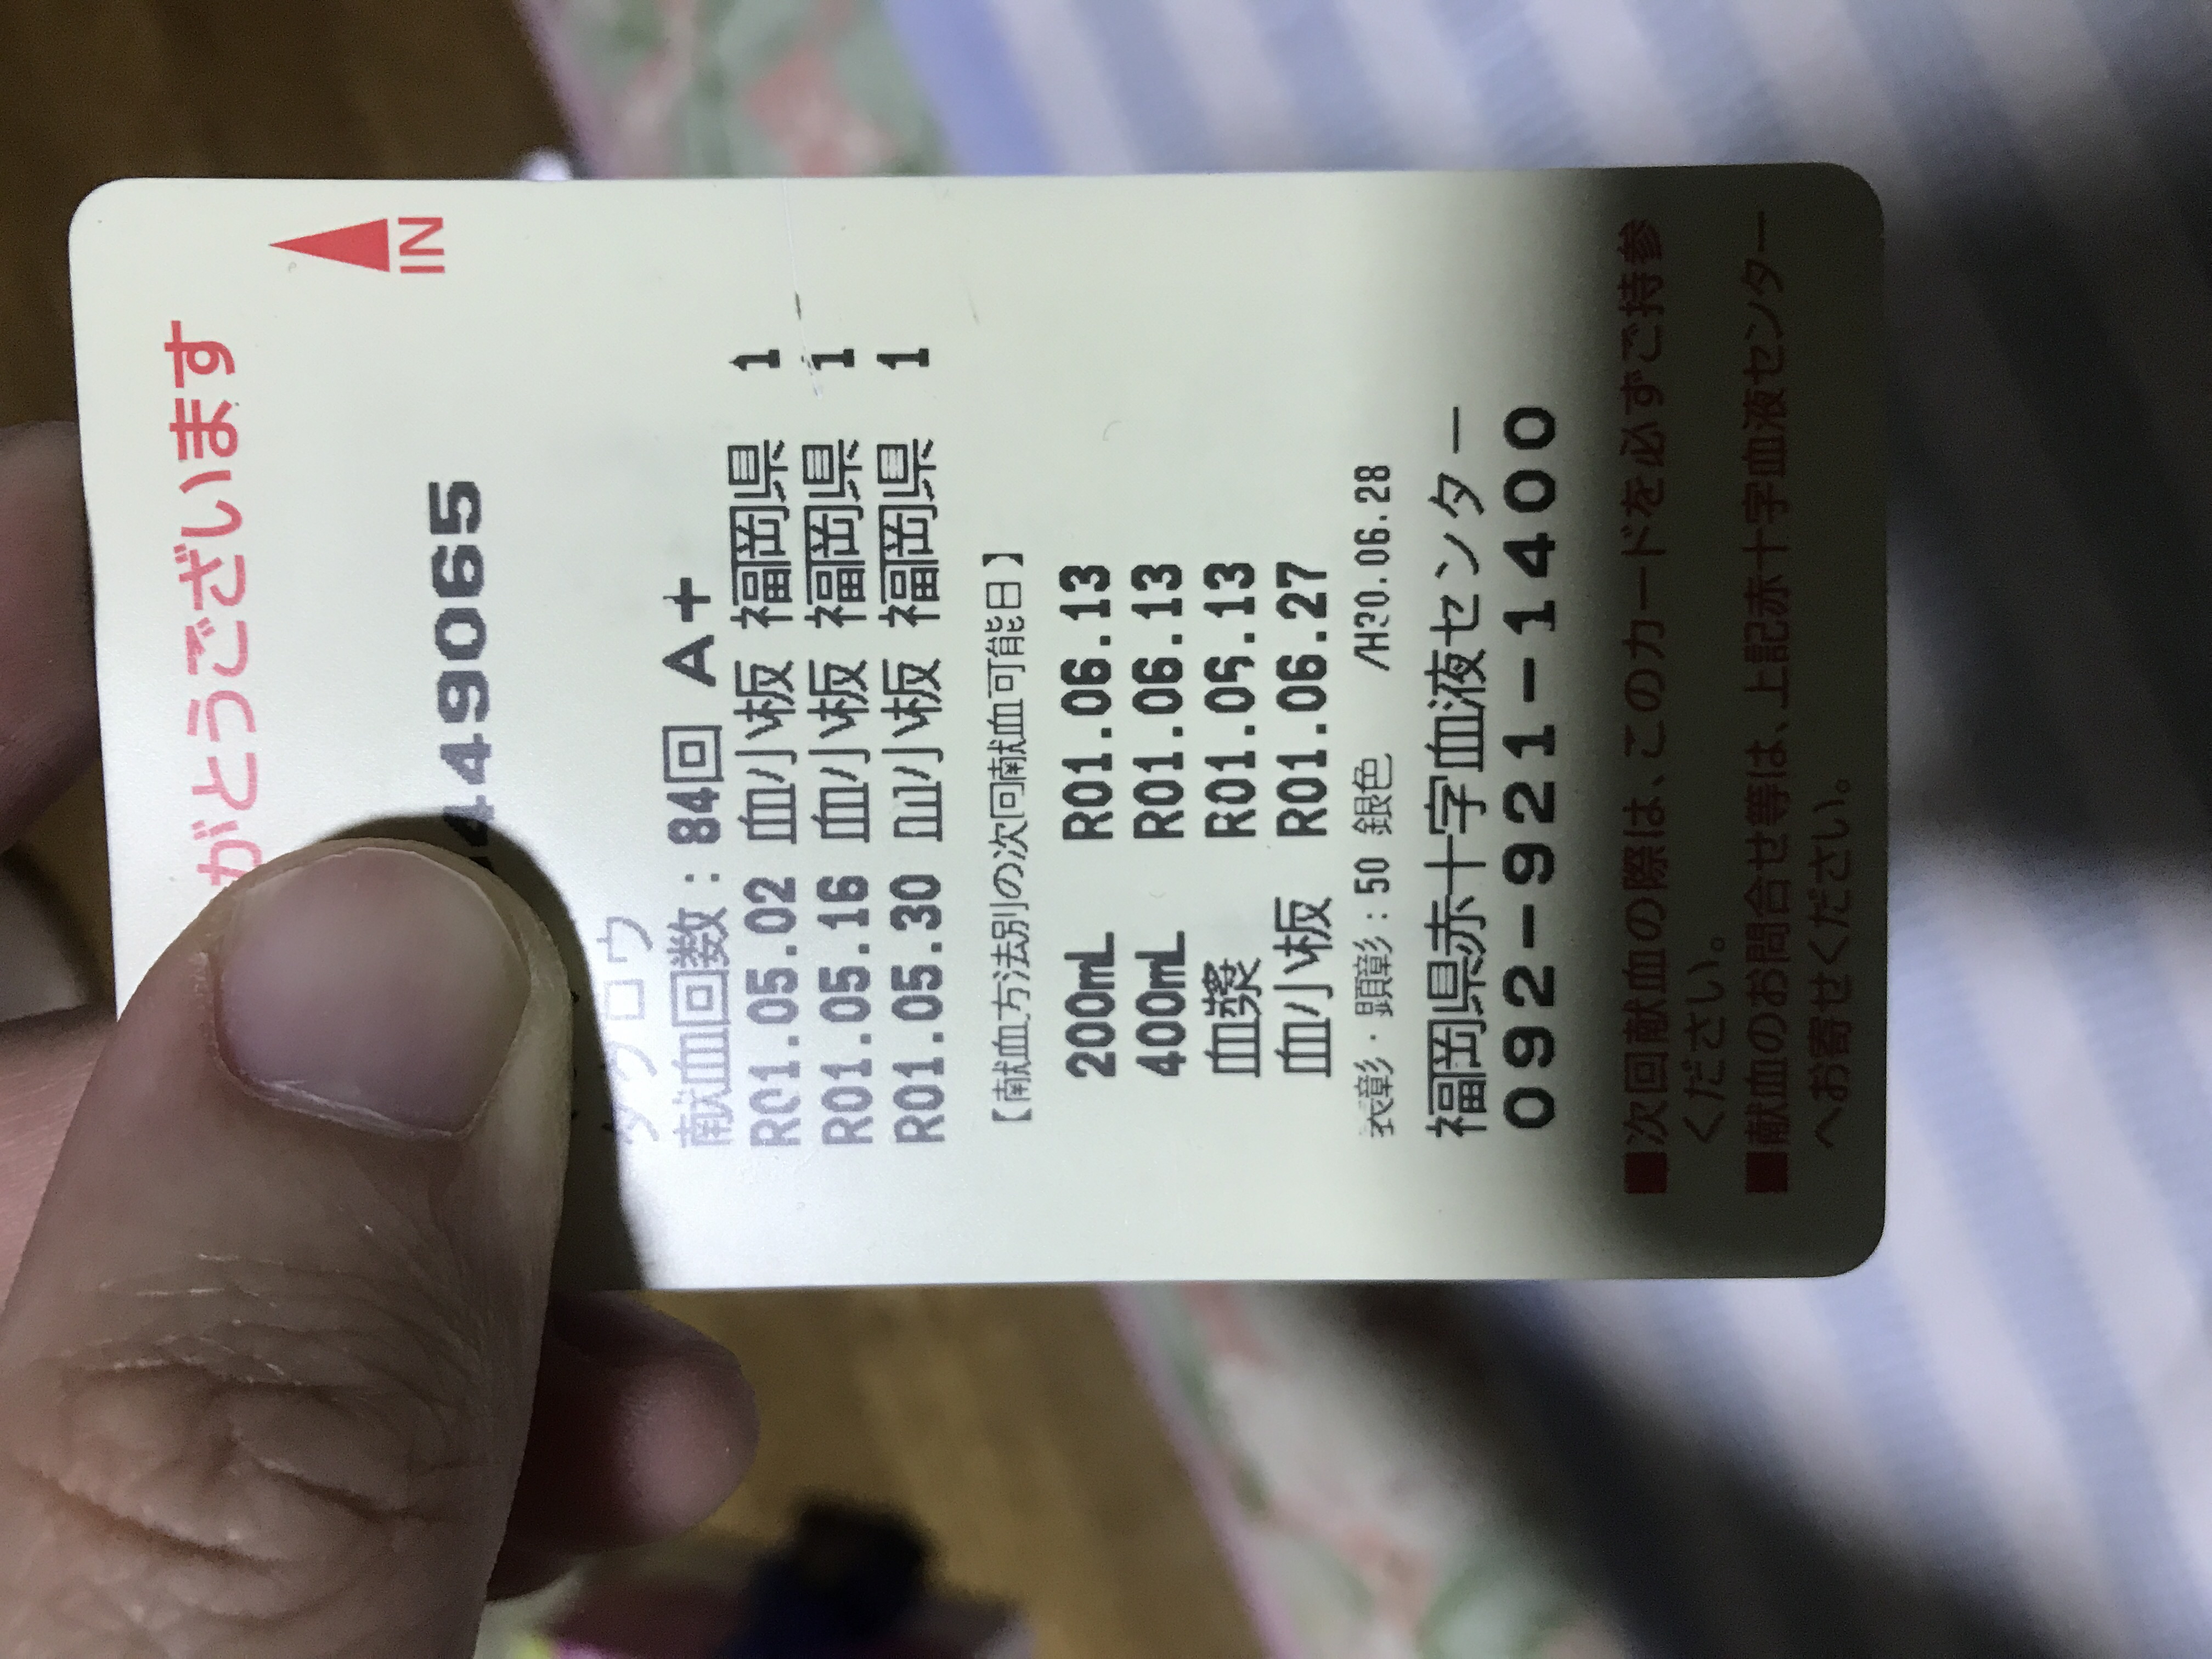 がとうございます
IN
4449065
タクロウ
献血回数:84回 A+
R01.05.02 血小板 福岡県 1
R01.05.16 血小板 福岡県 1
R01.05.30 血小板 福岡県 1
【献血方法別の次回献血可能日】
200mL R01.06.13
400mL R01.06.13
血漿 R01.06.13
血小板 R01.06.27
表彰・顕彰:50 銀色 /H30.06.28
福岡県赤十字血液センター
092-921-1400
■次回献血の際は、このカードを必ずご持参
ください。
■献血のお問合せ等は、上記赤十字血液センター
へお寄せください。